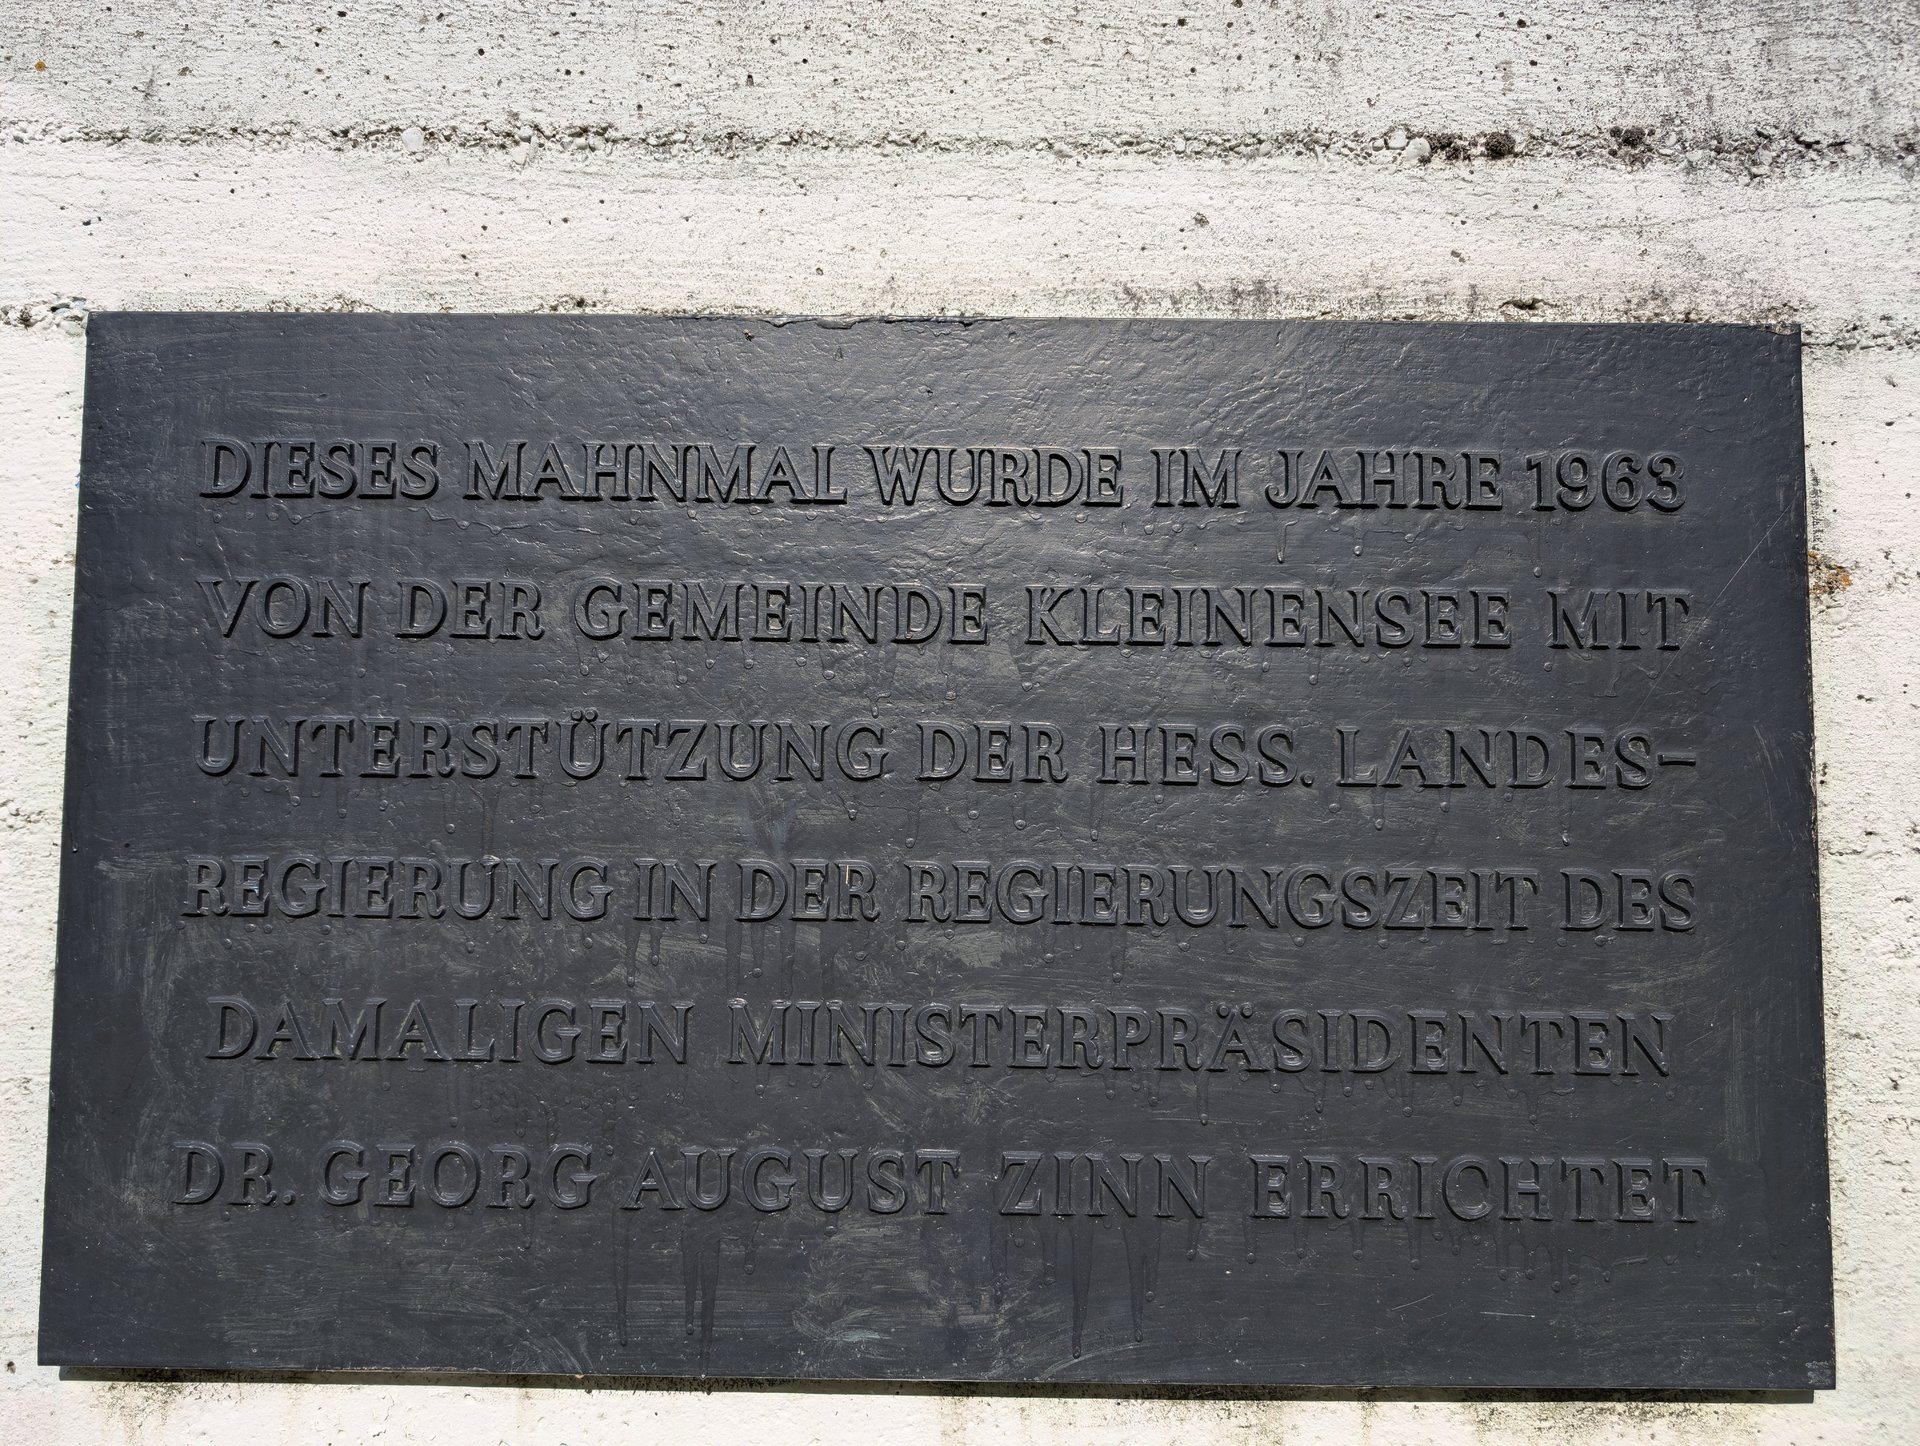 DIESES MAHNMAL WURDE IM JAHRE 1963
VON DER GEMEINDE KLEINENSEE MIT
UNTERSTÜTZUNG DER HESS. LANDES-
REGIERUNG IN DER REGIERUNGSZEIT DES
DAMALIGEN MINISTERPRÄSIDENTEN
DR. GEORG AUGUST ZINN ERRICHTET